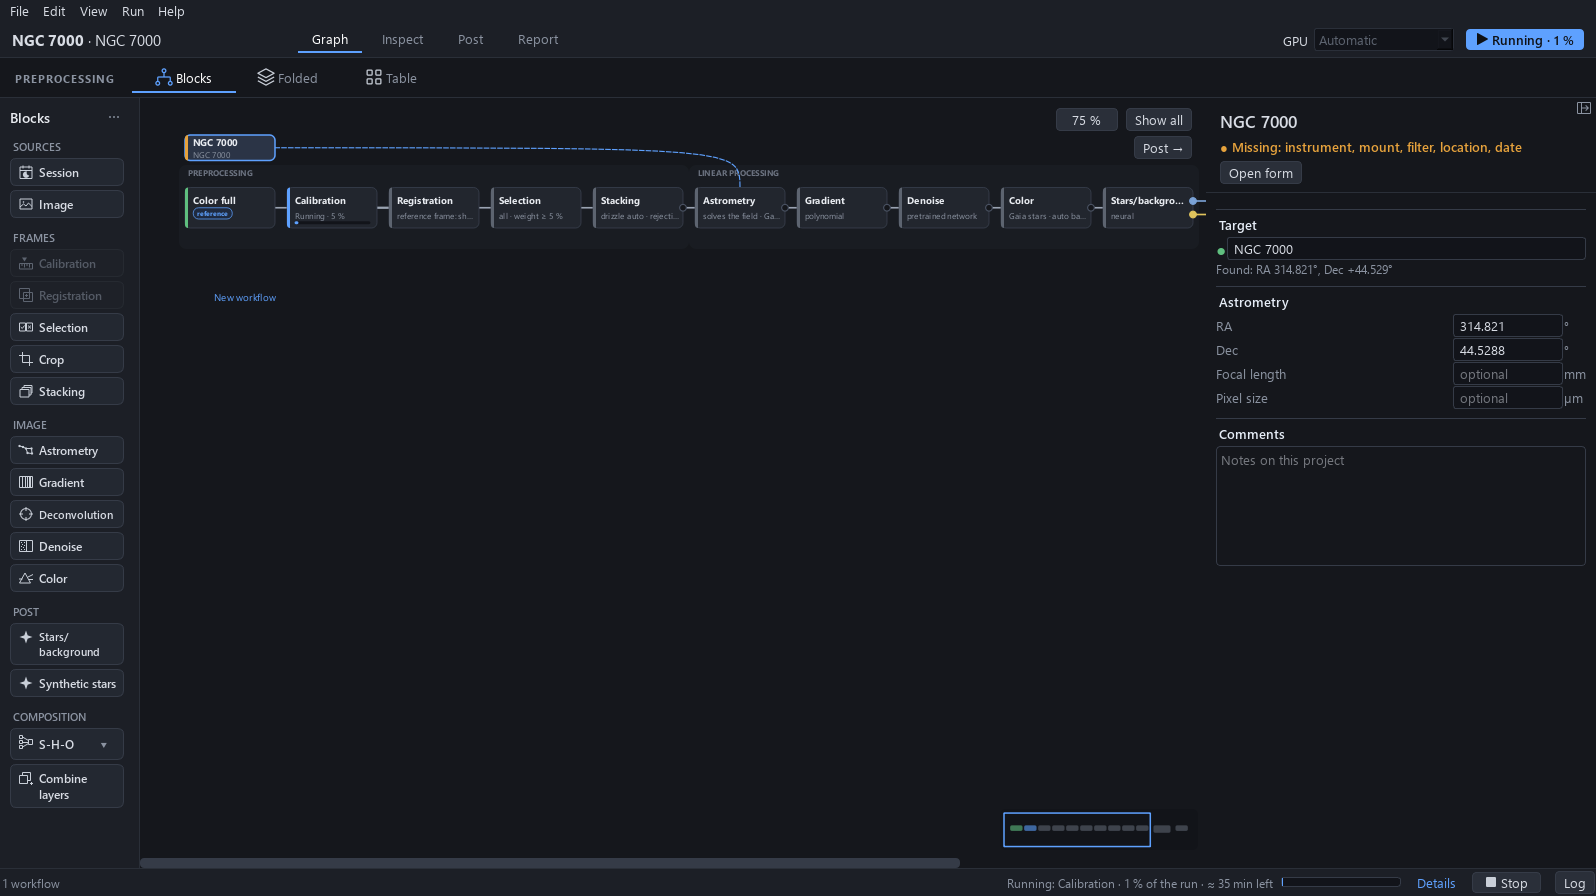 File Edit View Run Help
NGC 7000 · NGC 7000
Graph Inspect Post Report
GPU Automatic
Running · 1 %
PREPROCESSING
Blocks Folded Table
Blocks ···
SOURCES
Session
Image
FRAMES
Calibration
Registration
Selection
Crop
Stacking
IMAGE
Astrometry
Gradient
Deconvolution
Denoise
Color
POST
Stars/
background
Synthetic stars
COMPOSITION
S-H-O
Combine
layers
75 % Show all
Post →
NGC 7000
NGC 7000
PREPROCESSING
LINEAR PROCESSING
Color full
reference
Calibration
Running · 5 %
Registration
reference frame: sh...
Selection
all · weight ≥ 5 %
Stacking
drizzle auto · rejecti...
Astrometry
solves the field · Ga...
Gradient
polynomial
Denoise
pretrained network
Color
Gaia stars · auto ba...
Stars/backgro...
neural
New workflow
NGC 7000
Missing: instrument, mount, filter, location, date
Open form
Target
NGC 7000
Found: RA 314.821°, Dec +44.529°
Astrometry
RA 314.821 °
Dec 44.5288 °
Focal length optional mm
Pixel size optional µm
Comments
Notes on this project
1 workflow
Running: Calibration · 1 % of the run · ≈ 35 min left
Details
Stop
Log